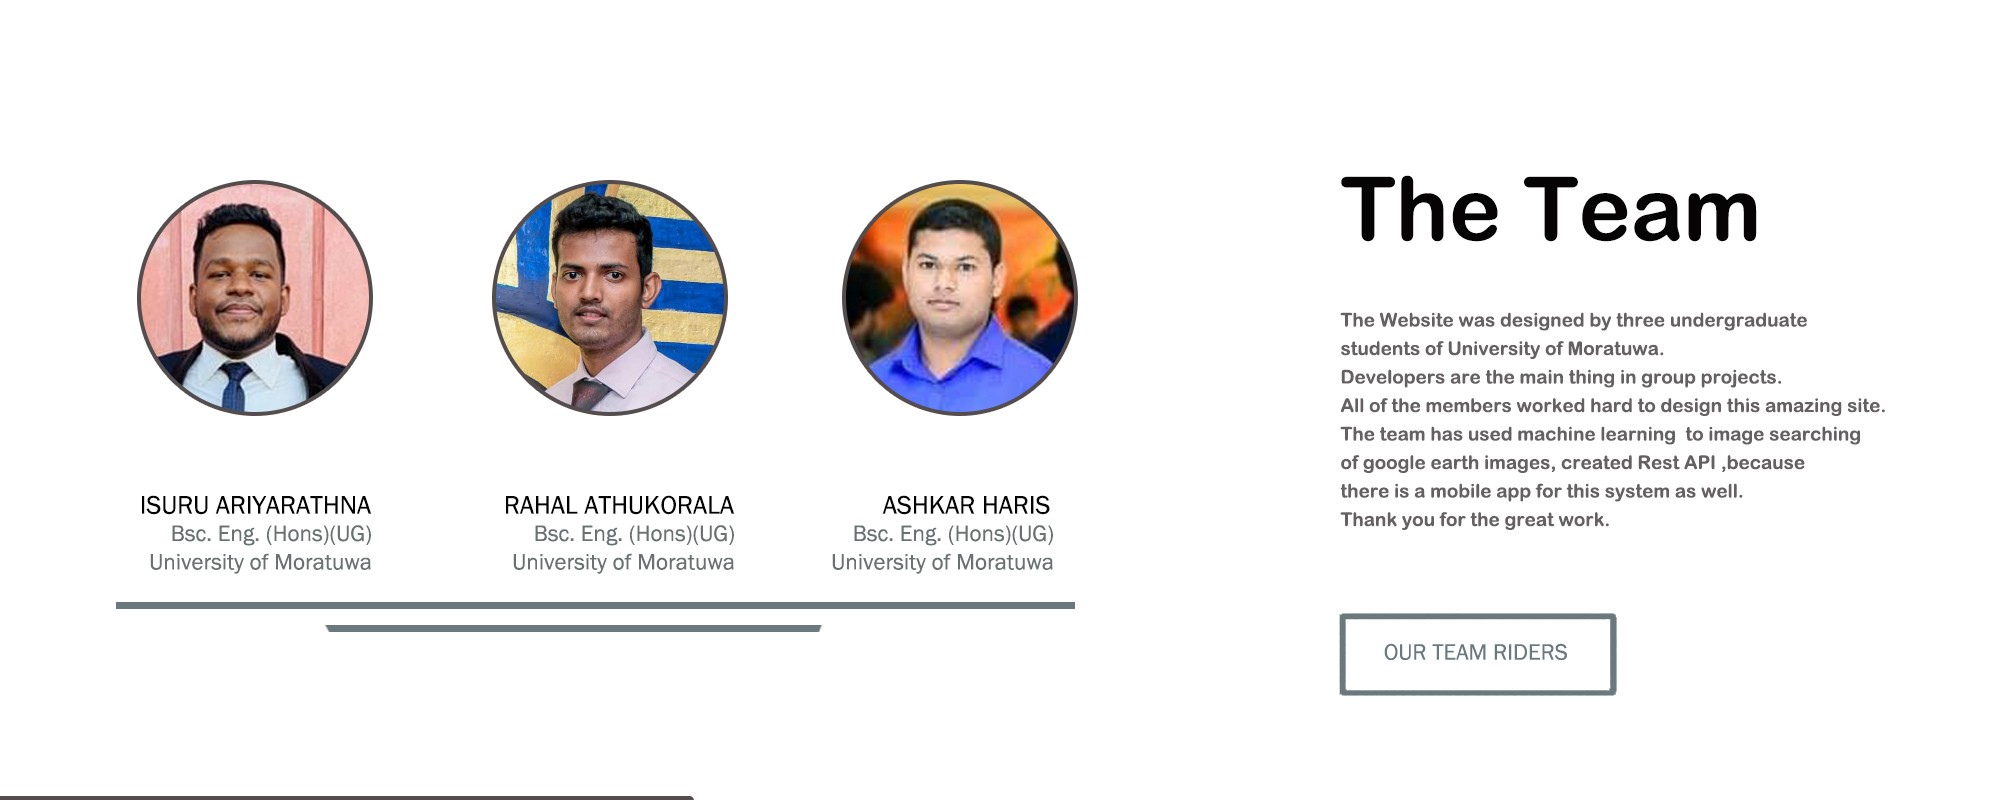 The Team
ISURU ARIYARATHNA
Bsc. Eng. (Hons)(UG)
University of Moratuwa
RAHAL ATHUKORALA
Bsc. Eng. (Hons)(UG)
University of Moratuwa
ASHKAR HARIS
Bsc. Eng. (Hons)(UG)
University of Moratuwa
The Website was designed by three undergraduate
students of University of Moratuwa.
Developers are the main thing in group projects.
All of the members worked hard to design this amazing site.
The team has used machine learning  to image searching
of google earth images, created Rest API ,because
there is a mobile app for this system as well.
Thank you for the great work.
OUR TEAM RIDERS